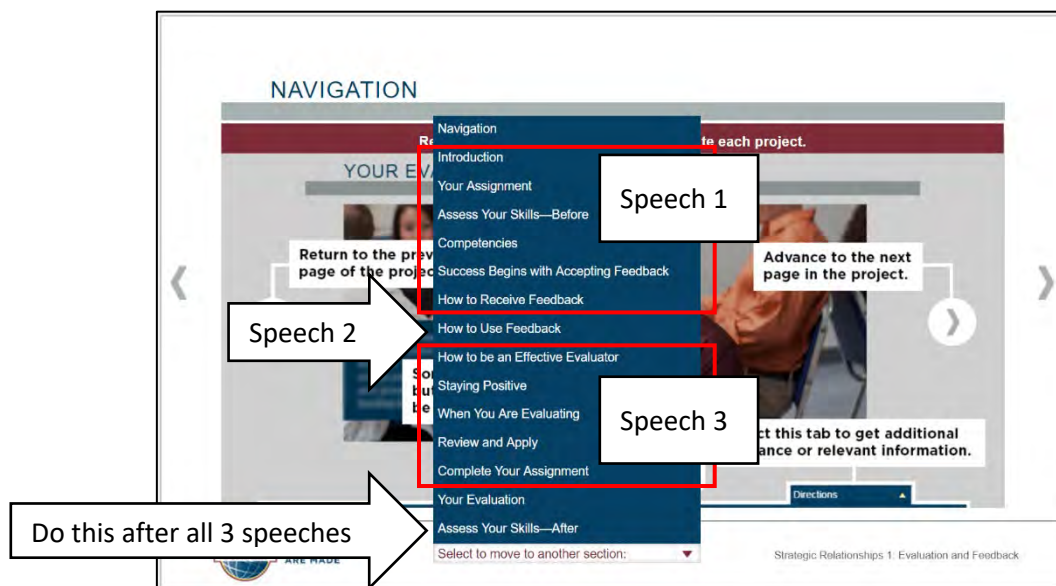 NAVIGATION
Navigation
te each project.
Introduction
YOUR EV
Your Assignment
Speech 1
Assess Your Skills—Before
Competencies
Return to the prev
page of the projec
Advance to the next
page in the project.
Success Begins with Accepting Feedback
How to Receive Feedback
Speech 2
How to Use Feedback
How to be an Effective Evaluator
Staying Positive
When You Are Evaluating
Speech 3
Review and Apply
ct this tab to get additional
ance or relevant information.
Complete Your Assignment
Your Evaluation
Directions
Do this after all 3 speeches
Assess Your Skills—After
Select to move to another section:
ARE MADE
Strategic Relationships 1: Evaluation and Feedback